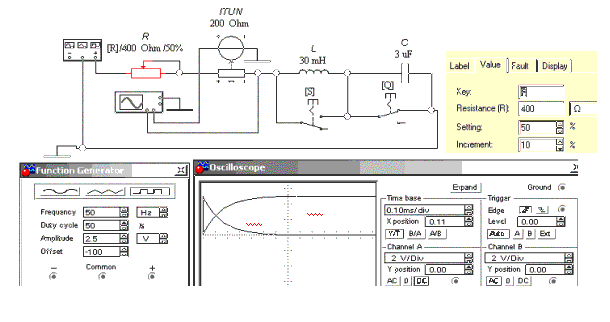 ITUN
200 Ohm
R
[R]/400 Ohm /50%
L
30 mH
C
3 uF
[S]
[Q]
Label Value Fault Display
Key: R
Resistance (R): 400 Ω
Setting: 50 %
Increment: 10 %
Function Generator
Frequency 50 Hz
Duty cycle 50 %
Amplitude 2.5 V
Offset -100
− Common +
Oscilloscope
Expand Ground
Time base
0.10ms/div
X position 0.11
Y/T B/A A/B
Trigger
Edge
Level 0.00
Auto A B Ext
Channel A
2 V/Div
Y position 0.00
AC 0 DC
Channel B
2 V/Div
Y position 0.00
AC 0 DC